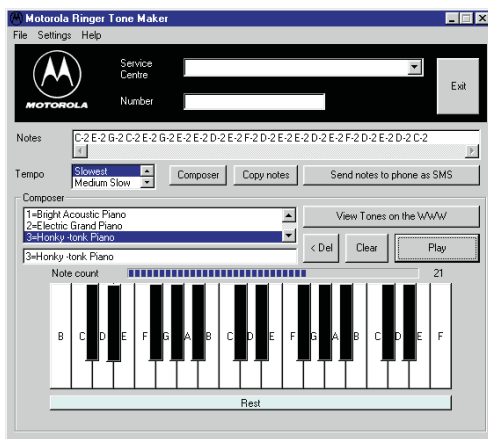 Motorola Ringer Tone Maker
File Settings Help
Service Centre
MOTOROLA
Number
Exit
Notes
C-2 E-2 G-2 C-2 E-2 G-2 E-2 E-2 D-2 E-2 F-2 D-2 E-2 E-2 D-2 E-2 F-2 D-2 E-2 D-2 C-2
Tempo
Slowest
Medium Slow
Composer
Copy notes
Send notes to phone as SMS
Composer
1=Bright Acoustic Piano
2=Electric Grand Piano
3=Honky -tonk Piano
View Tones on the WWW
3=Honky -tonk Piano
< Del
Clear
Play
Note count
21
B C D E F G A B C D E F G A B C D E F
Rest